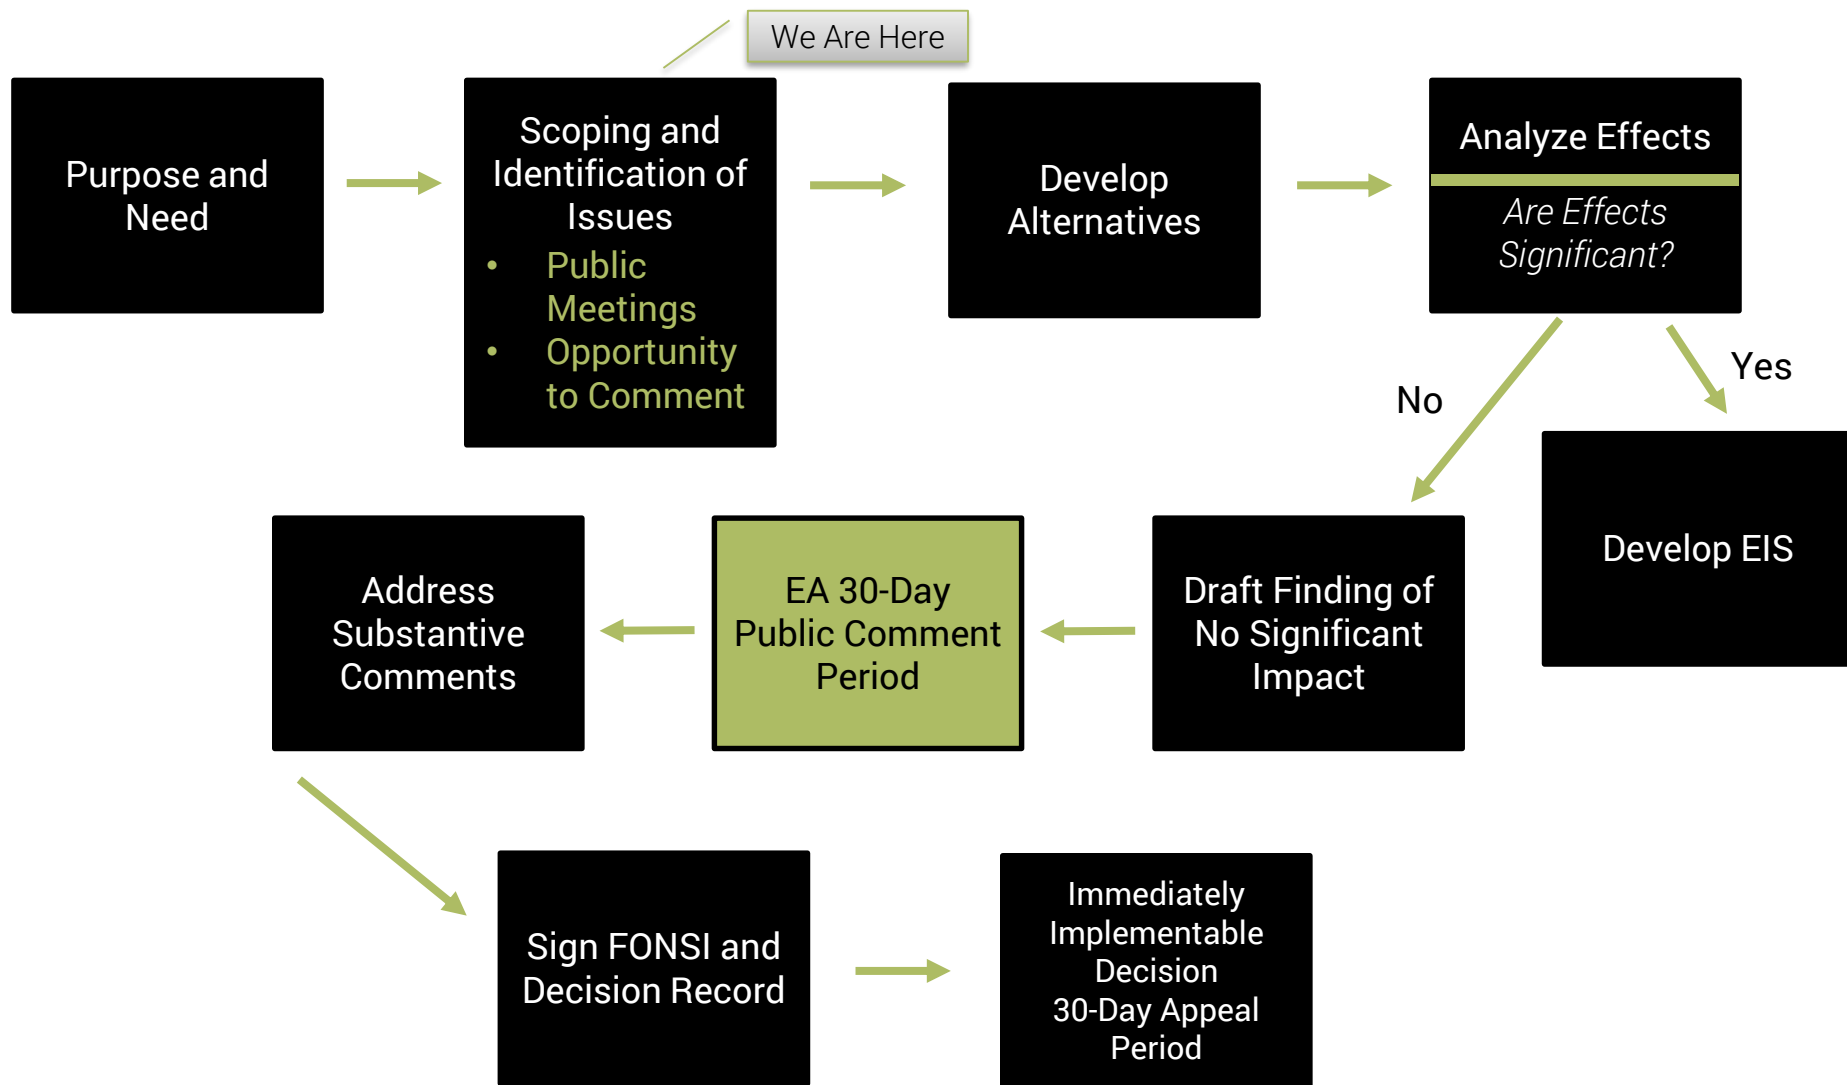 We Are Here
Purpose and
Need
Scoping and
Identification of
Issues
• Public
Meetings
• Opportunity
to Comment
Develop
Alternatives
Analyze Effects
Are Effects
Significant?
No
Yes
Develop EIS
Draft Finding of
No Significant
Impact
EA 30-Day
Public Comment
Period
Address
Substantive
Comments
Sign FONSI and
Decision Record
Immediately
Implementable
Decision
30-Day Appeal
Period